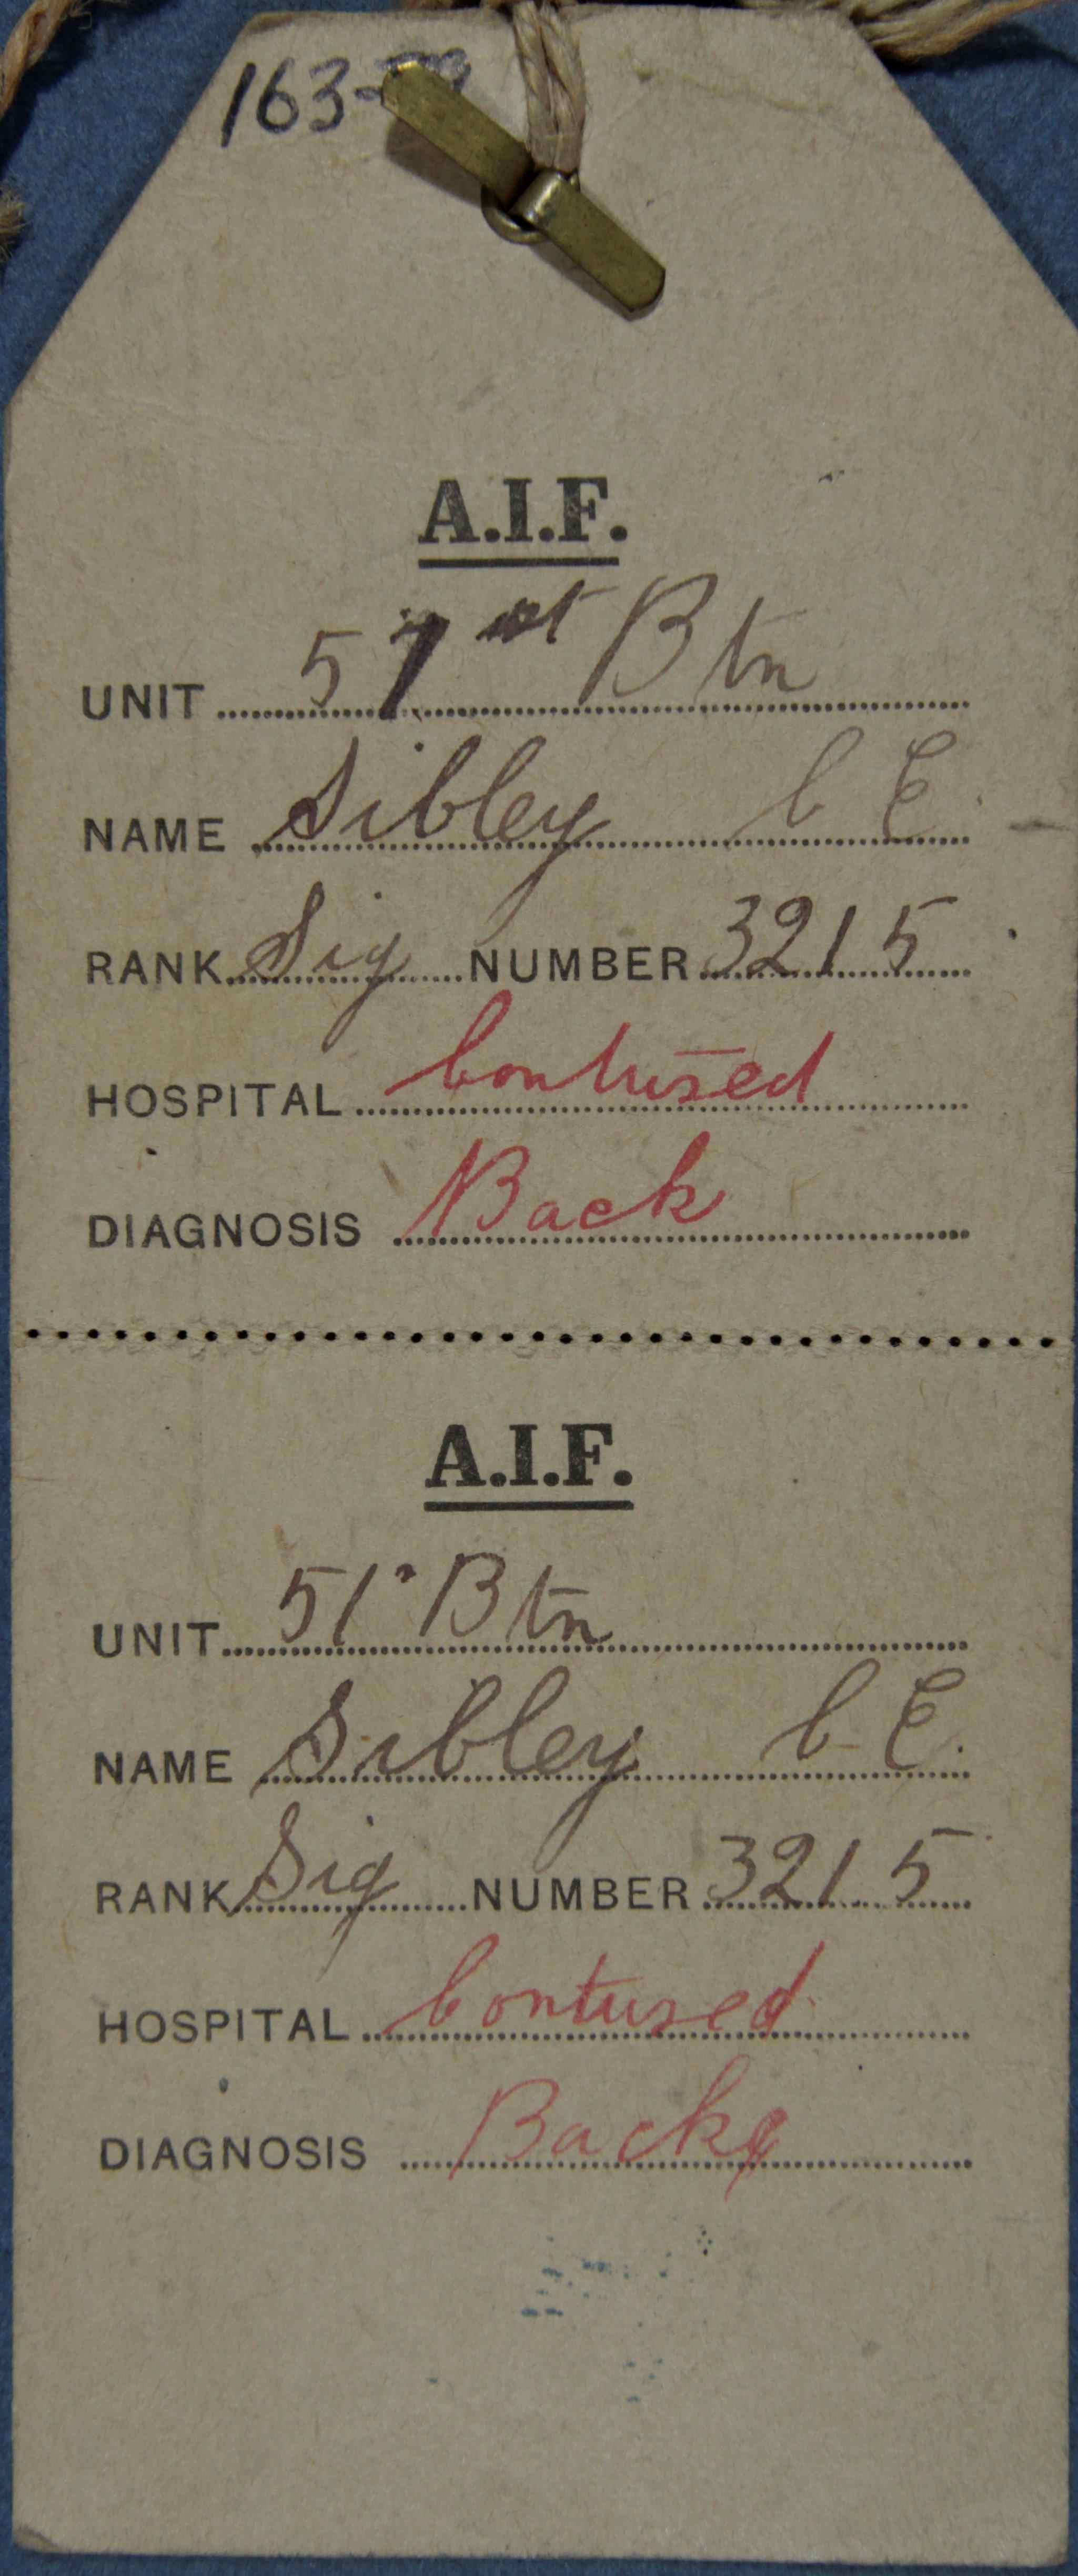 163-
A.I.F.
UNIT 51st Btn
NAME Sibley C E.
RANK Sig NUMBER 3215
HOSPITAL Contused
DIAGNOSIS Back
A.I.F.
UNIT 51st Btn
NAME Sibley C E.
RANK Sig NUMBER 3215
HOSPITAL Contused
DIAGNOSIS Back